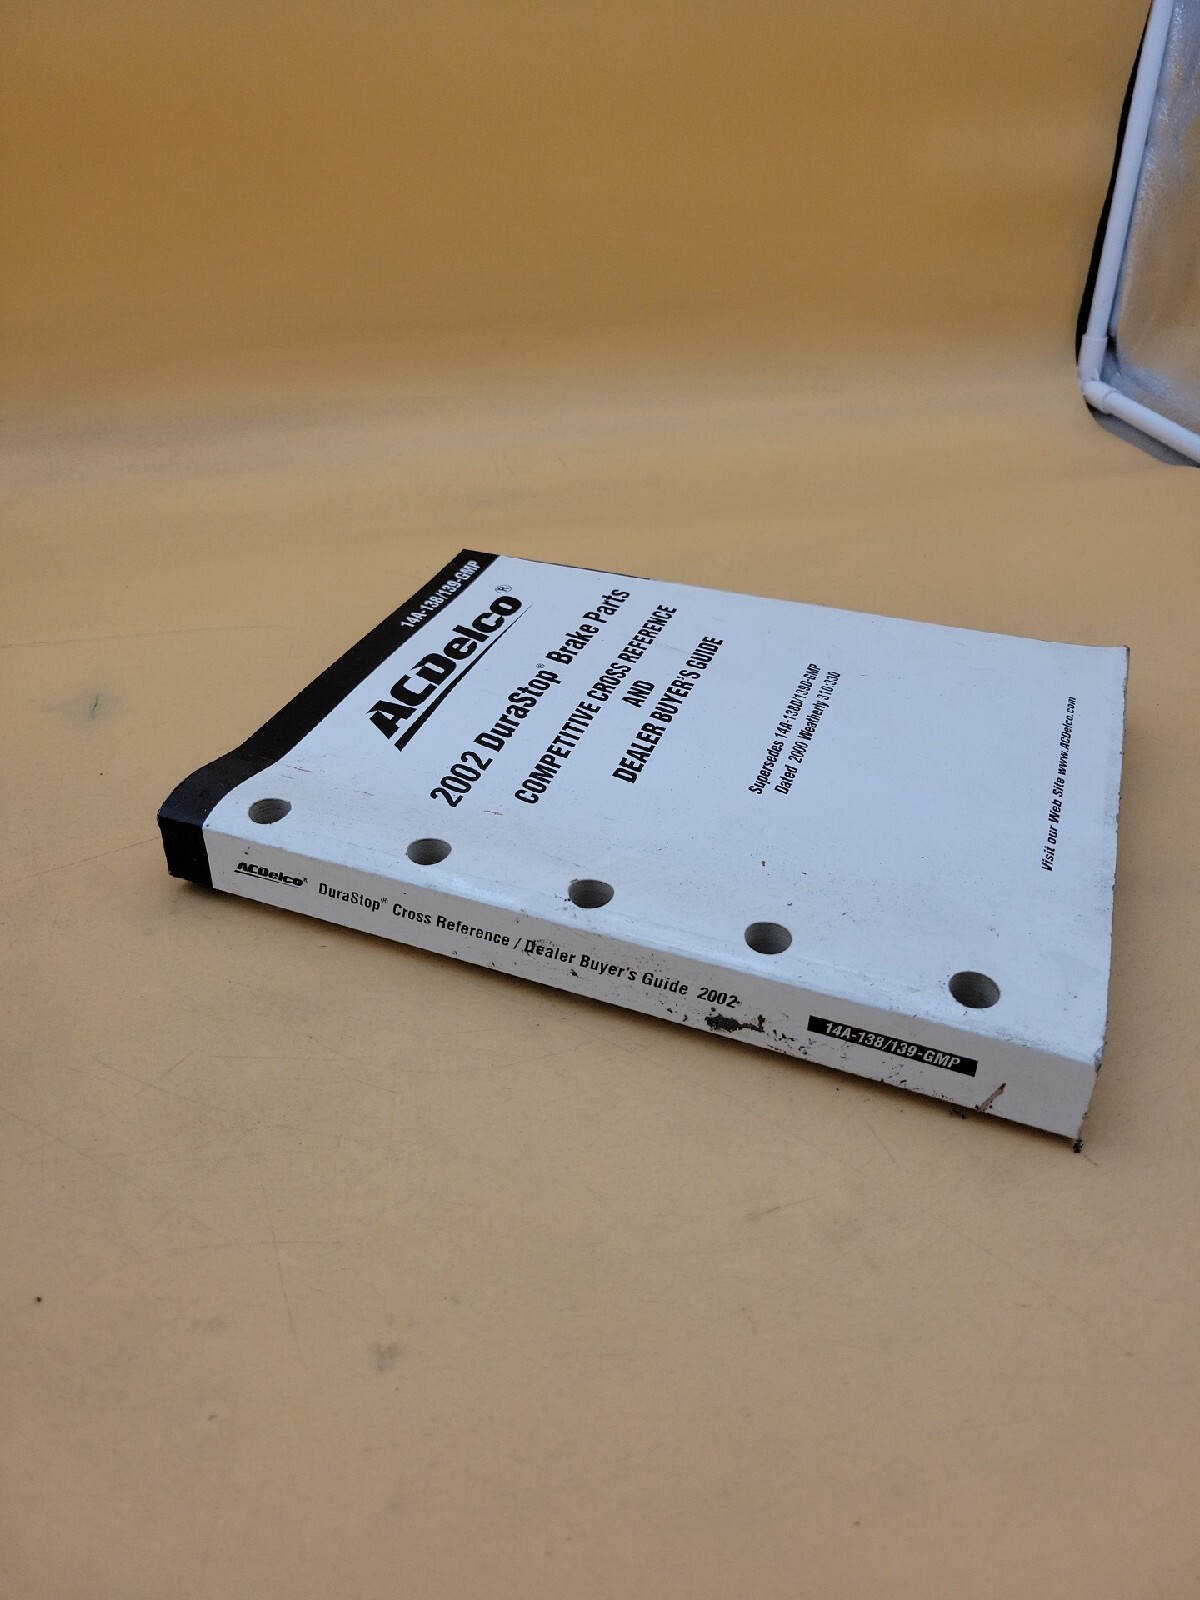 14A-138/139-GMP
ACDelco®
2002 DuraStop® Brake Parts
COMPETITIVE CROSS REFERENCE
AND
DEALER BUYER'S GUIDE
Supersedes 14A-138D/139D-GMP
Dated 2000 Weatherly 310:330
Visit our Web Site www.ACDelco.com
ACDelco® DuraStop® Cross Reference / Dealer Buyer's Guide 2002
14A-138/139-GMP